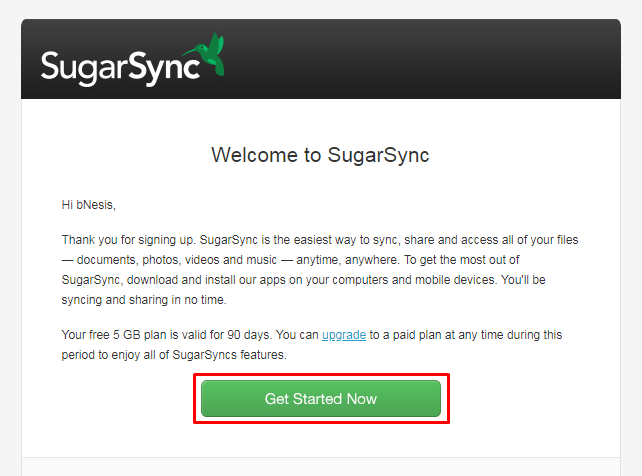 SugarSync
Welcome to SugarSync
Hi bNesis,
Thank you for signing up. SugarSync is the easiest way to sync, share and access all of your files
— documents, photos, videos and music — anytime, anywhere. To get the most out of
SugarSync, download and install our apps on your computers and mobile devices. You'll be
syncing and sharing in no time.
Your free 5 GB plan is valid for 90 days. You can upgrade to a paid plan at any time during this
period to enjoy all of SugarSyncs features.
Get Started Now